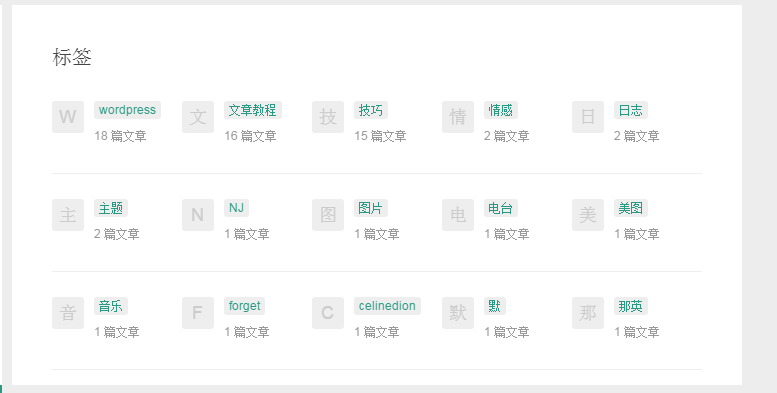 标签
W wordpress 文 文章教程 技 技巧 情 情感 日 日志
18 篇文章 16 篇文章 15 篇文章 2 篇文章 2 篇文章
主 主题 N NJ 图 图片 电 电台 美 美图
2 篇文章 1 篇文章 1 篇文章 1 篇文章 1 篇文章
音 音乐 F forget C celinedion 默 默 那 那英
1 篇文章 1 篇文章 1 篇文章 1 篇文章 1 篇文章